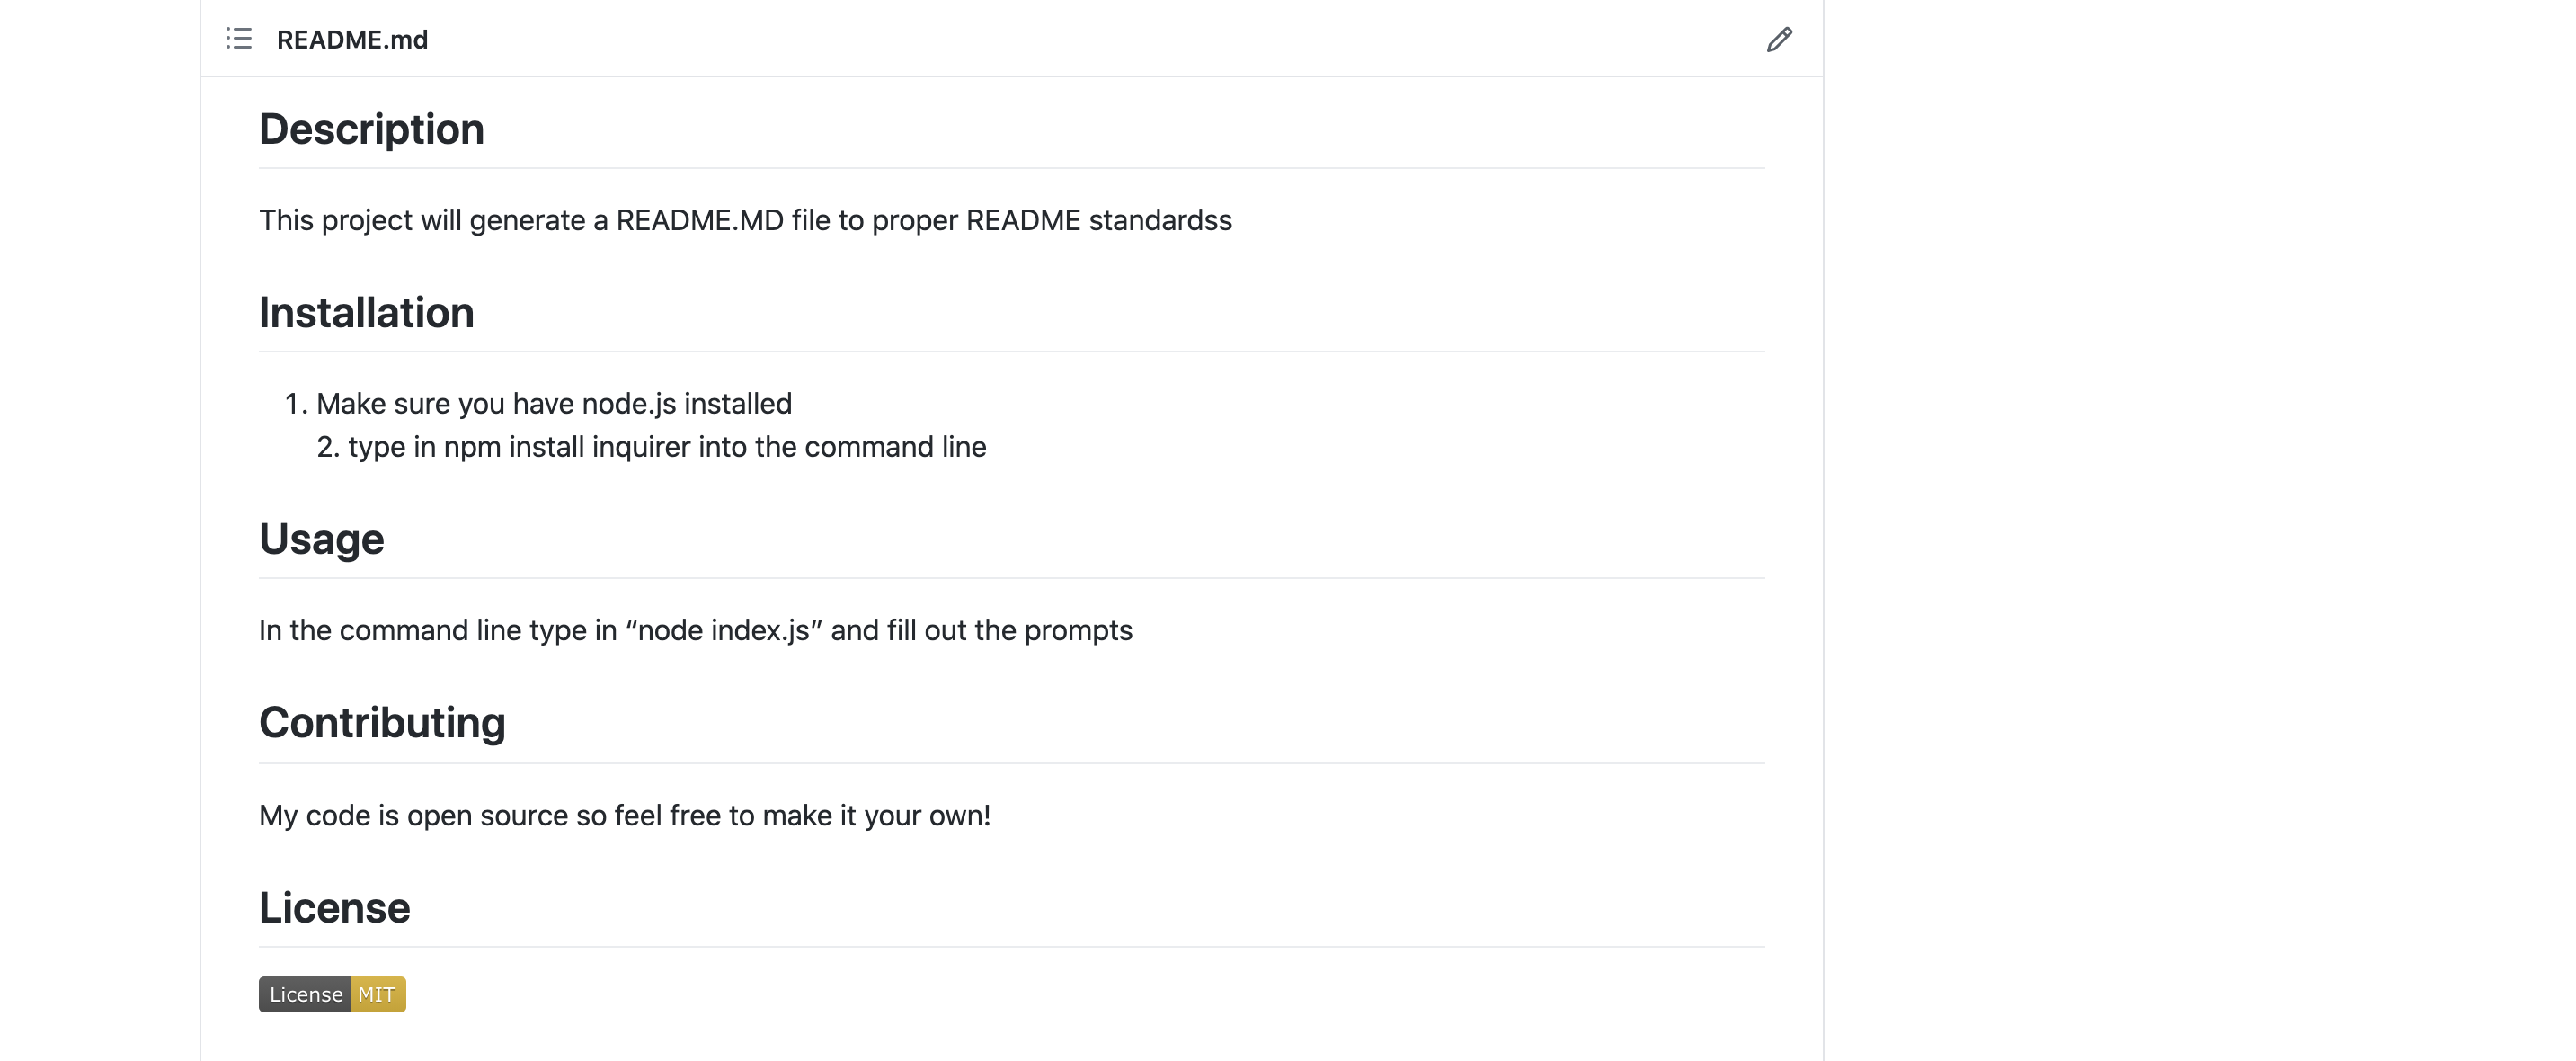 README.md
Description
This project will generate a README.MD file to proper README standardss
Installation
1. Make sure you have node.js installed
2. type in npm install inquirer into the command line
Usage
In the command line type in “node index.js” and fill out the prompts
Contributing
My code is open source so feel free to make it your own!
License
License MIT